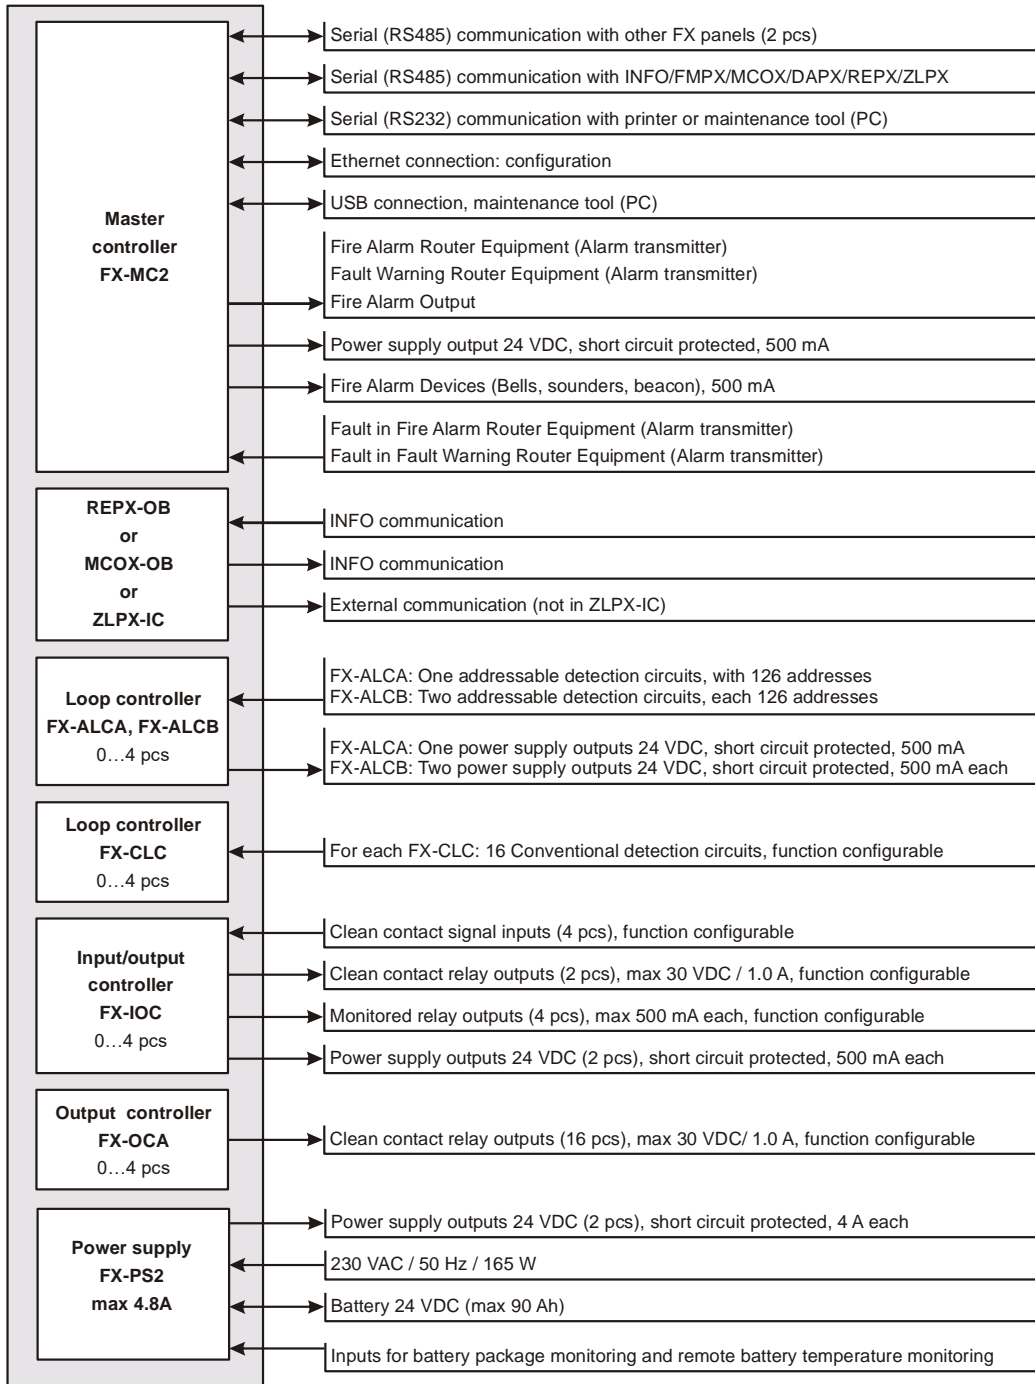 Master
controller
FX-MC2
Serial (RS485) communication with other FX panels (2 pcs)
Serial (RS485) communication with INFO/FMPX/MCOX/DAPX/REPX/ZLPX
Serial (RS232) communication with printer or maintenance tool (PC)
Ethernet connection: configuration
USB connection, maintenance tool (PC)
Fire Alarm Router Equipment (Alarm transmitter)
Fault Warning Router Equipment (Alarm transmitter)
Fire Alarm Output
Power supply output 24 VDC, short circuit protected, 500 mA
Fire Alarm Devices (Bells, sounders, beacon), 500 mA
Fault in Fire Alarm Router Equipment (Alarm transmitter)
Fault in Fault Warning Router Equipment (Alarm transmitter)
REPX-OB
or
MCOX-OB
or
ZLPX-IC
INFO communication
INFO communication
External communication (not in ZLPX-IC)
Loop controller
FX-ALCA, FX-ALCB
0…4 pcs
FX-ALCA: One addressable detection circuits, with 126 addresses
FX-ALCB: Two addressable detection circuits, each 126 addresses
FX-ALCA: One power supply outputs 24 VDC, short circuit protected, 500 mA
FX-ALCB: Two power supply outputs 24 VDC, short circuit protected, 500 mA each
Loop controller
FX-CLC
0…4 pcs
For each FX-CLC: 16 Conventional detection circuits, function configurable
Input/output
controller
FX-IOC
0…4 pcs
Clean contact signal inputs (4 pcs), function configurable
Clean contact relay outputs (2 pcs), max 30 VDC / 1.0 A, function configurable
Monitored relay outputs (4 pcs), max 500 mA each, function configurable
Power supply outputs 24 VDC (2 pcs), short circuit protected, 500 mA each
Output controller
FX-OCA
0…4 pcs
Clean contact relay outputs (16 pcs), max 30 VDC/ 1.0 A, function configurable
Power supply
FX-PS2
max 4.8A
Power supply outputs 24 VDC (2 pcs), short circuit protected, 4 A each
230 VAC / 50 Hz / 165 W
Battery 24 VDC (max 90 Ah)
Inputs for battery package monitoring and remote battery temperature monitoring